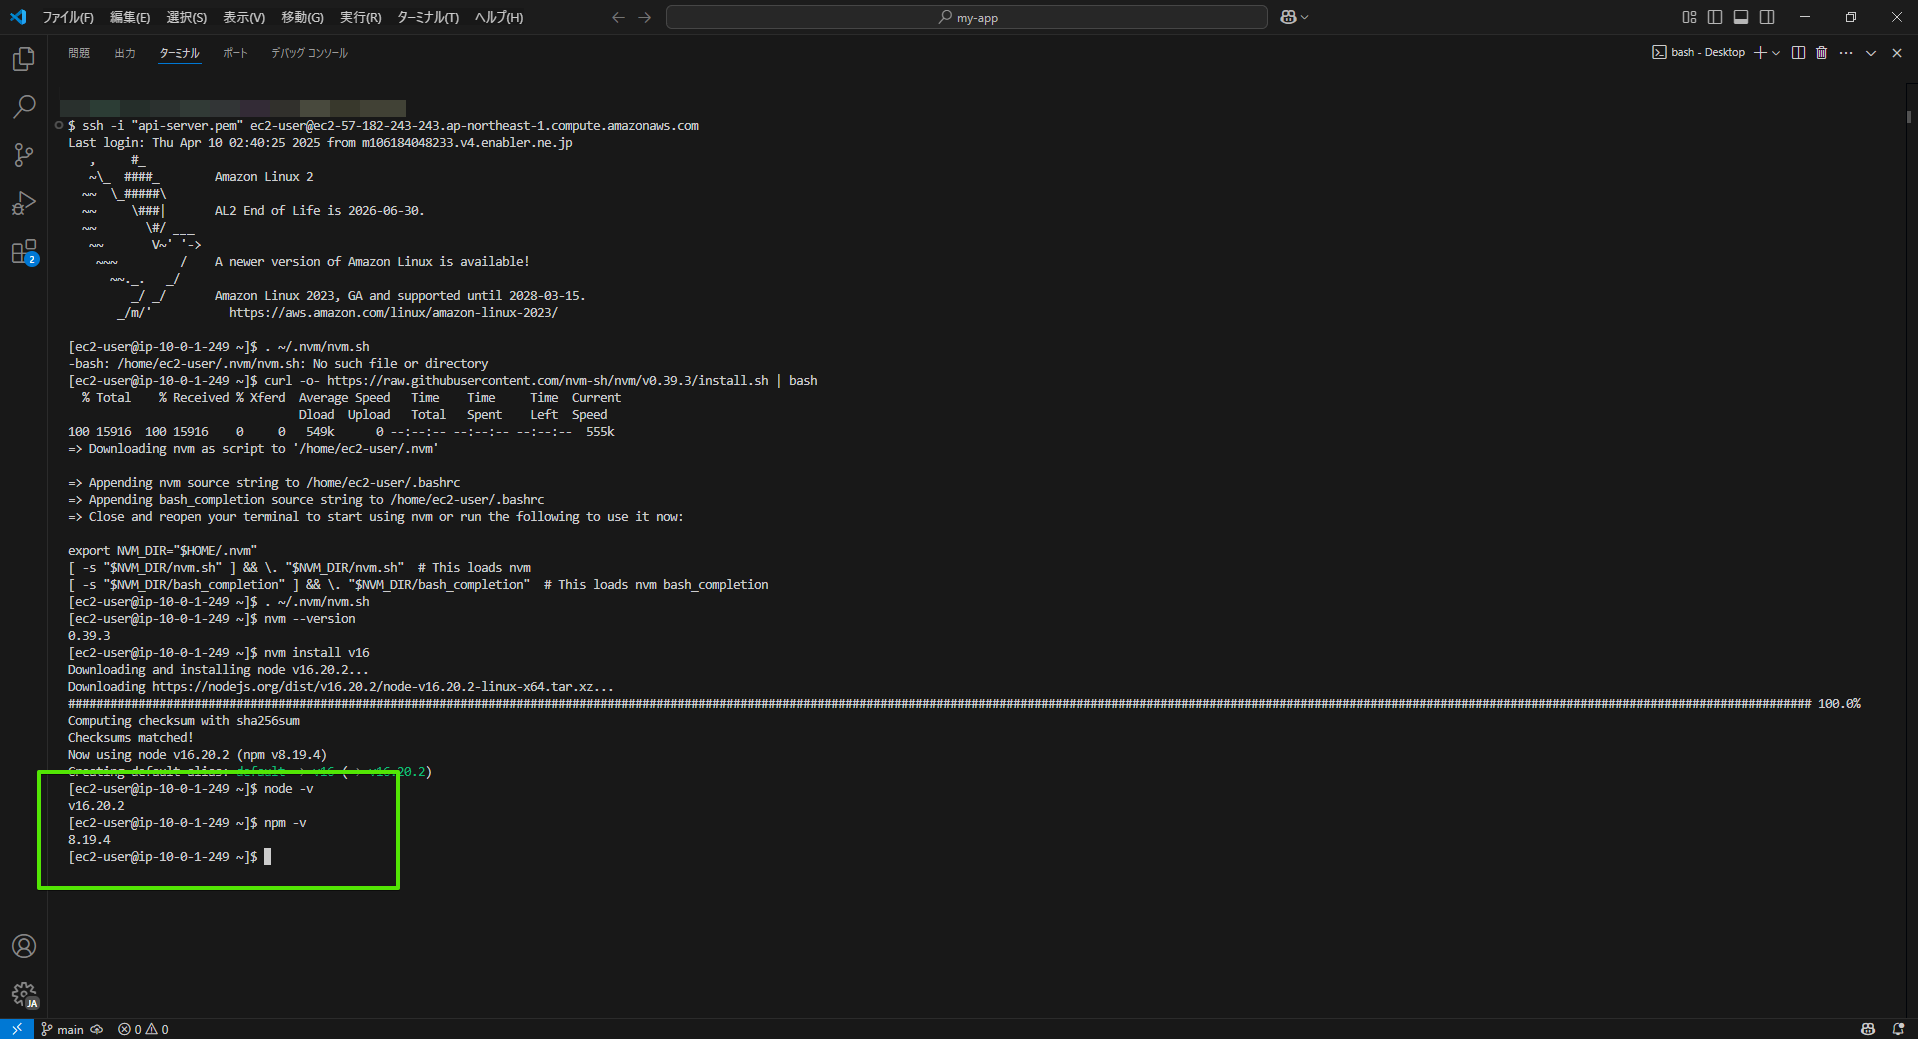 ファイル(F) 編集(E) 選択(S) 表示(V) 移動(G) 実行(R) ターミナル(T) ヘルプ(H) my-app
問題 出力 ターミナル ポート デバッグ コンソール bash - Desktop
$ ssh -i "api-server.pem" ec2-user@ec2-57-182-243-243.ap-northeast-1.compute.amazonaws.com
Last login: Thu Apr 10 02:40:25 2025 from m106184048233.v4.enabler.ne.jp
   ,     #_
   ~\_  ####_        Amazon Linux 2
  ~~  \_#####\
  ~~     \###|       AL2 End of Life is 2026-06-30.
  ~~       \#/ ___
   ~~       V~' '->
    ~~~         /    A newer version of Amazon Linux is available!
      ~~._.   _/
         _/ _/       Amazon Linux 2023, GA and supported until 2028-03-15.
       _/m/'           https://aws.amazon.com/linux/amazon-linux-2023/
[ec2-user@ip-10-0-1-249 ~]$ . ~/.nvm/nvm.sh
-bash: /home/ec2-user/.nvm/nvm.sh: No such file or directory
[ec2-user@ip-10-0-1-249 ~]$ curl -o- https://raw.githubusercontent.com/nvm-sh/nvm/v0.39.3/install.sh | bash
  % Total    % Received % Xferd  Average Speed   Time    Time     Time  Current
                                 Dload  Upload   Total   Spent    Left  Speed
100 15916  100 15916    0     0   549k      0 --:--:-- --:--:-- --:--:--  555k
=> Downloading nvm as script to '/home/ec2-user/.nvm'
=> Appending nvm source string to /home/ec2-user/.bashrc
=> Appending bash_completion source string to /home/ec2-user/.bashrc
=> Close and reopen your terminal to start using nvm or run the following to use it now:
export NVM_DIR="$HOME/.nvm"
[ -s "$NVM_DIR/nvm.sh" ] && \. "$NVM_DIR/nvm.sh"  # This loads nvm
[ -s "$NVM_DIR/bash_completion" ] && \. "$NVM_DIR/bash_completion"  # This loads nvm bash_completion
[ec2-user@ip-10-0-1-249 ~]$ . ~/.nvm/nvm.sh
[ec2-user@ip-10-0-1-249 ~]$ nvm --version
0.39.3
[ec2-user@ip-10-0-1-249 ~]$ nvm install v16
Downloading and installing node v16.20.2...
Downloading https://nodejs.org/dist/v16.20.2/node-v16.20.2-linux-x64.tar.xz...
######################################################################## 100.0%
Computing checksum with sha256sum
Checksums matched!
Now using node v16.20.2 (npm v8.19.4)
Creating default alias: default -> v16 (-> v16.20.2)
[ec2-user@ip-10-0-1-249 ~]$ node -v
v16.20.2
[ec2-user@ip-10-0-1-249 ~]$ npm -v
8.19.4
[ec2-user@ip-10-0-1-249 ~]$
2
JA
main 0 0